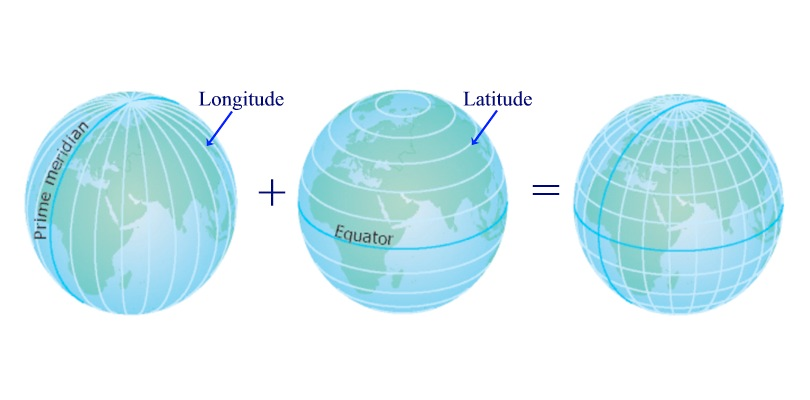 Longitude
Prime meridian
+
Latitude
Equator
=